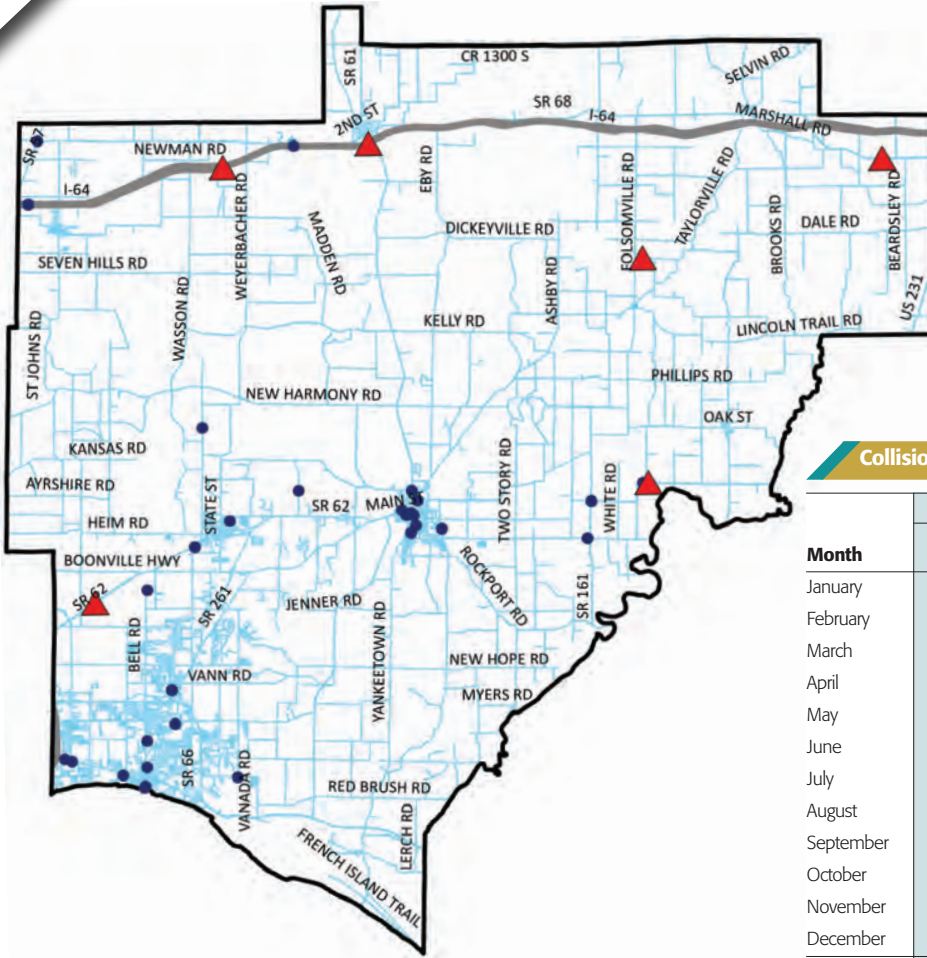 SR 61
CR 1300 S
SELVIN RD
SR 68
I-64
2ND ST
MARSHALL RD
NEWMAN RD
I-64
EBY RD
WEYERBACHER RD
MADDEN RD
FOLSOMVILLE RD
TAYLORVILLE RD
BROOKS RD
DALE RD
BEARDSLEY RD
DICKEYVILLE RD
SEVEN HILLS RD
US 231
WASSON RD
ASHBY RD
KELLY RD
LINCOLN TRAIL RD
ST JOHNS RD
PHILLIPS RD
NEW HARMONY RD
OAK ST
KANSAS RD
AYRSHIRE RD
STATE ST
SR 62
MAIN
TWO STORY RD
WHITE RD
Collisio
HEIM RD
BOONVILLE HWY
ROCKPORT RD
SR 161
Month
SR 62
SR 261
JENNER RD
January
February
BELL RD
YANKEETOWN RD
NEW HOPE RD
March
VANN RD
MYERS RD
April
May
SR 66
VANADA RD
June
RED BRUSH RD
July
LERCH RD
August
FRENCH ISLAND TRAIL
September
October
November
December